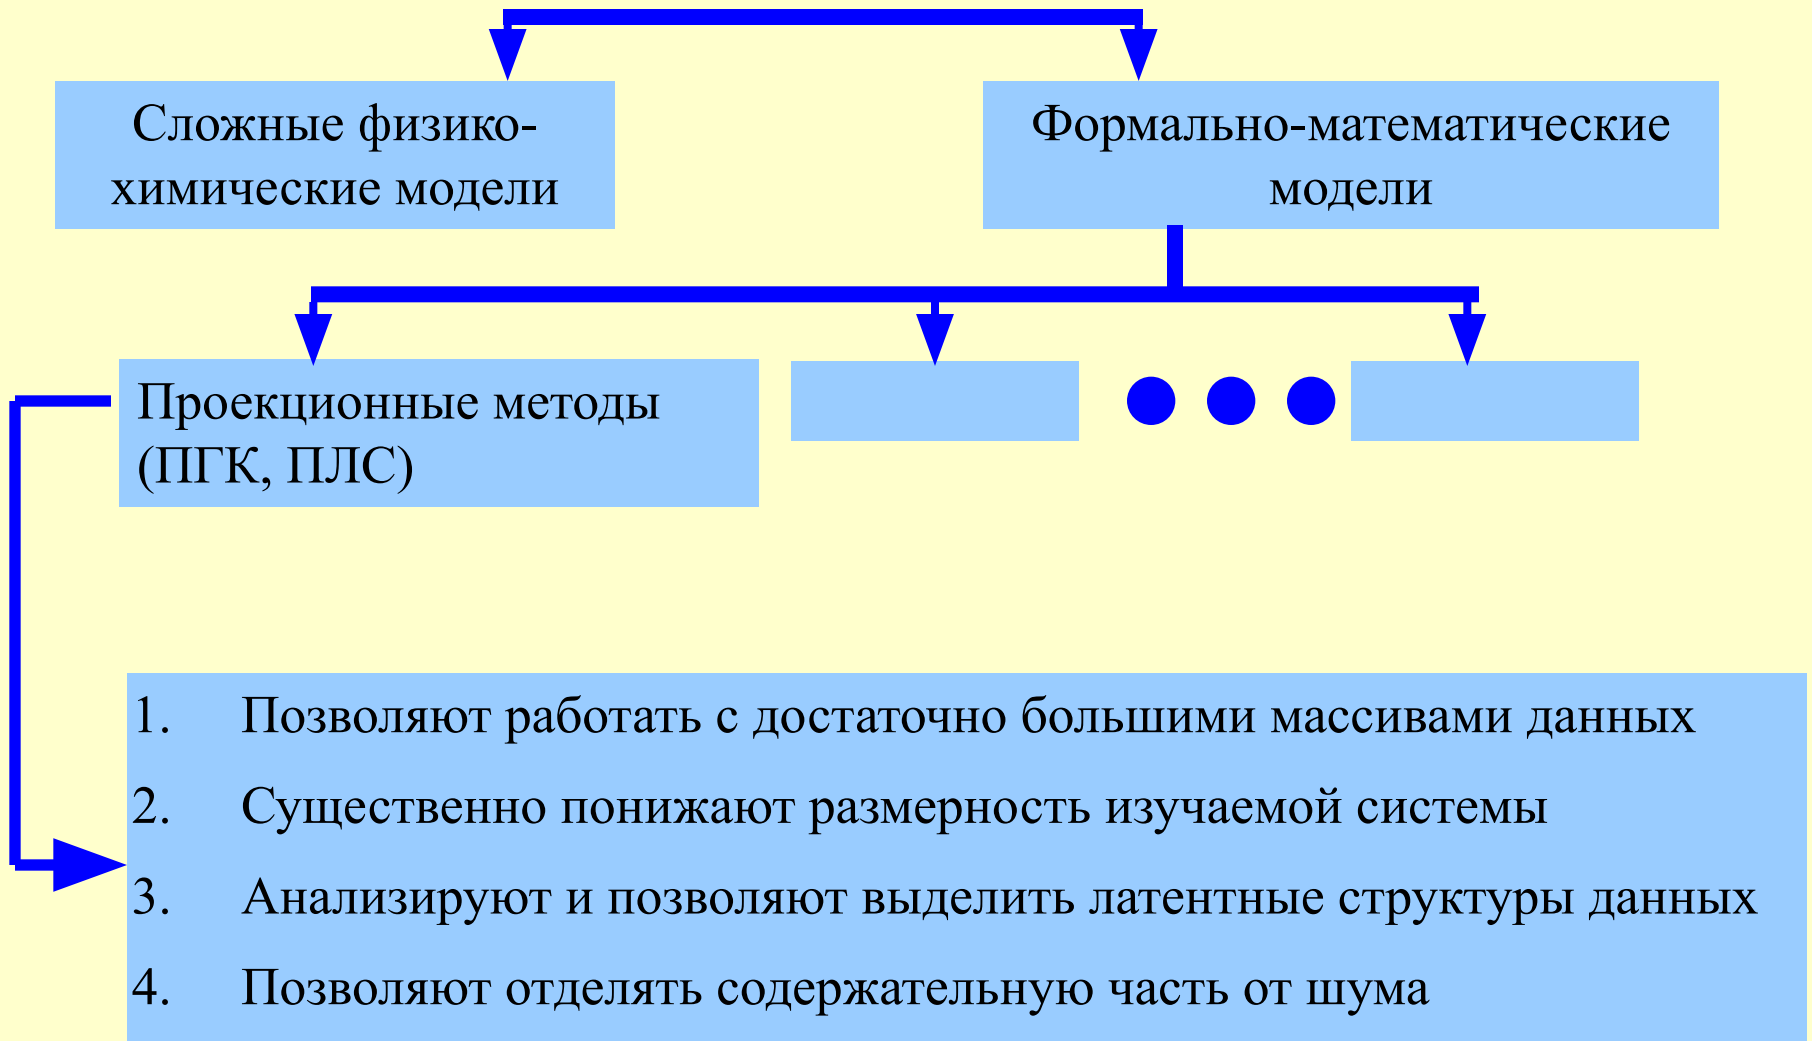 Сложные физико-
химические модели
Формально-математические
модели
Проекционные методы
(ПГК, ПЛС)
1. Позволяют работать с достаточно большими массивами данных
2. Существенно понижают размерность изучаемой системы
3. Анализируют и позволяют выделить латентные структуры данных
4. Позволяют отделять содержательную часть от шума